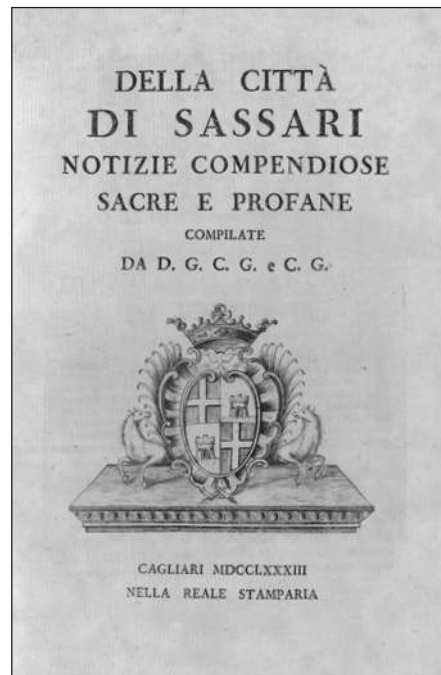 DELLA CITTÀ
DI SASSARI
NOTIZIE COMPENDIOSE
SACRE E PROFANE
COMPILATE
DA D. G. C. G. e C. G.
CAGLIARI MDCCLXXXIII
NELLA REALE STAMPARIA